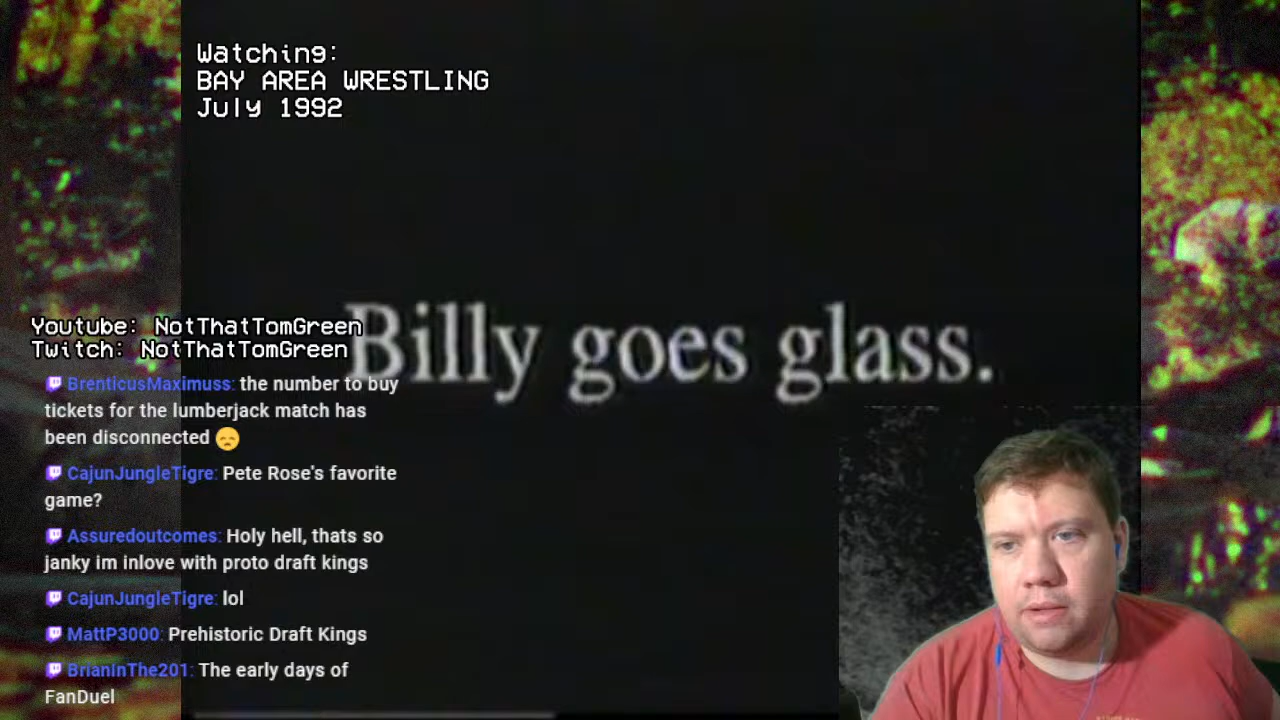 Watching:
BAY AREA WRESTLING
July 1992
Billy goes glass.
Youtube: NotThatTomGreen
Twitch: NotThatTomGreen
BrenticusMaximuss: the number to buy
tickets for the lumberjack match has
been disconnected 😞
CajunJungleTigre: Pete Rose's favorite
game?
Assuredoutcomes: Holy hell, thats so
janky im inlove with proto draft kings
CajunJungleTigre: lol
MattP3000: Prehistoric Draft Kings
BrianInThe201: The early days of
FanDuel